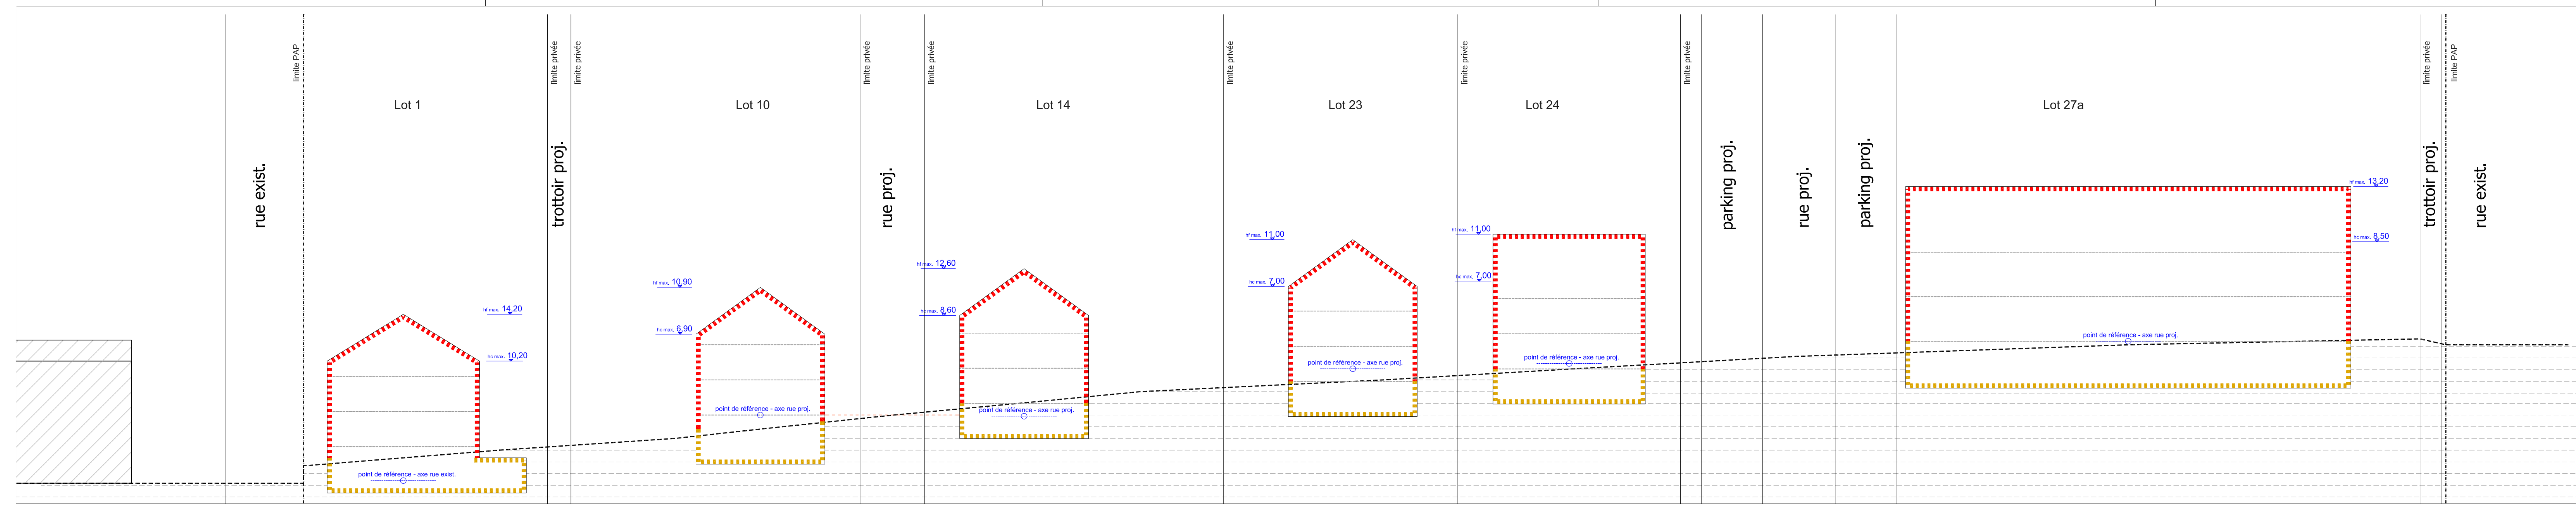 limite PAP
limite privée
limite privée
limite privée
limite privée
limite privée
limite privée
limite privée
limite privée
limite PAP
Lot 1
Lot 10
Lot 14
Lot 23
Lot 24
Lot 27a
rue exist.
trottoir proj.
rue proj.
parking proj.
rue proj.
parking proj.
trottoir proj.
rue exist.
hf max. 14,20
hc max. 10,20
point de référence - axe rue exist.
hf max. 10,90
hc max. 6,90
point de référence - axe rue proj.
hf max. 12,60
hc max. 8,60
point de référence - axe rue proj.
hf max. 11,00
hc max. 7,00
point de référence - axe rue proj.
hf max. 11,00
hc max. 7,00
point de référence - axe rue proj.
hf max. 13,20
hc max. 8,50
point de référence - axe rue proj.